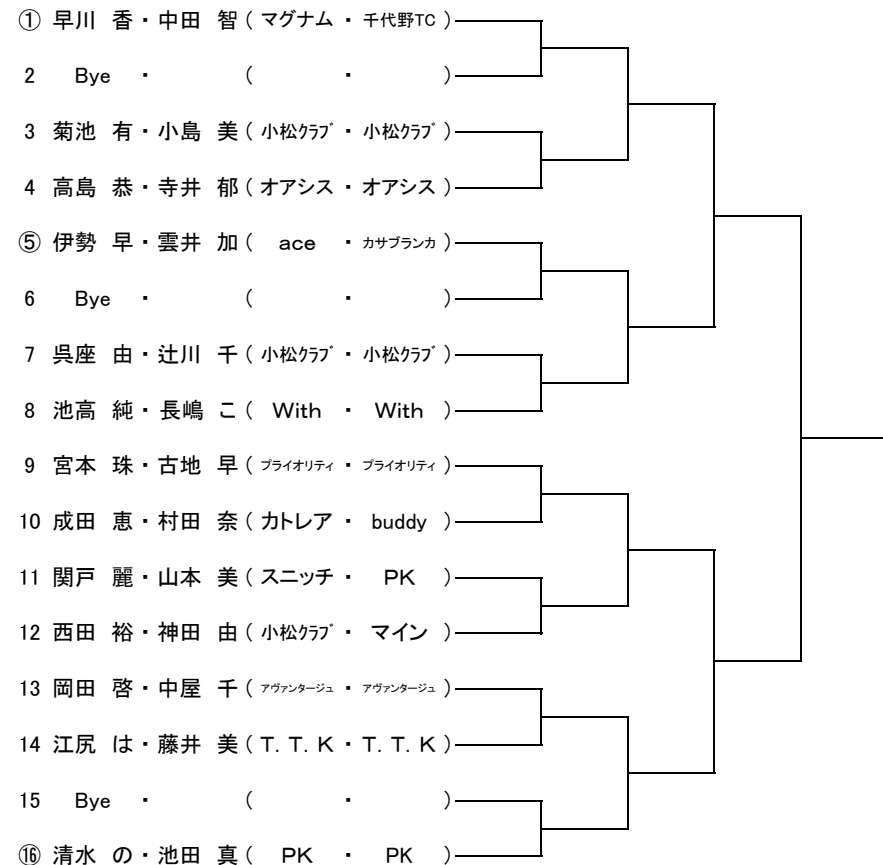 ① 早川 香・中田 智 ( マグナム ・ 千代野TC )
2 Bye ・ ( ・ )
3 菊池 有・小島 美 ( 小松ｸﾗﾌﾞ ・ 小松ｸﾗﾌﾞ )
4 高島 恭・寺井 郁 ( オアシス ・ オアシス )
⑤ 伊勢 早・雲井 加 ( ace ・ カサブランカ )
6 Bye ・ ( ・ )
7 呉座 由・辻川 千 ( 小松ｸﾗﾌﾞ ・ 小松ｸﾗﾌﾞ )
8 池高 純・長嶋 こ ( With ・ With )
9 宮本 珠・古地 早 ( プライオリティ ・ プライオリティ )
10 成田 恵・村田 奈 ( カトレア ・ buddy )
11 関戸 麗・山本 美 ( スニッチ ・ PK )
12 西田 裕・神田 由 ( 小松ｸﾗﾌﾞ ・ マイン )
13 岡田 啓・中屋 千 ( アヴァンタージュ ・ アヴァンタージュ )
14 江尻 は・藤井 美 ( T. T. K ・ T. T. K )
15 Bye ・ ( ・ )
⑯ 清水 の・池田 真 ( PK ・ PK )